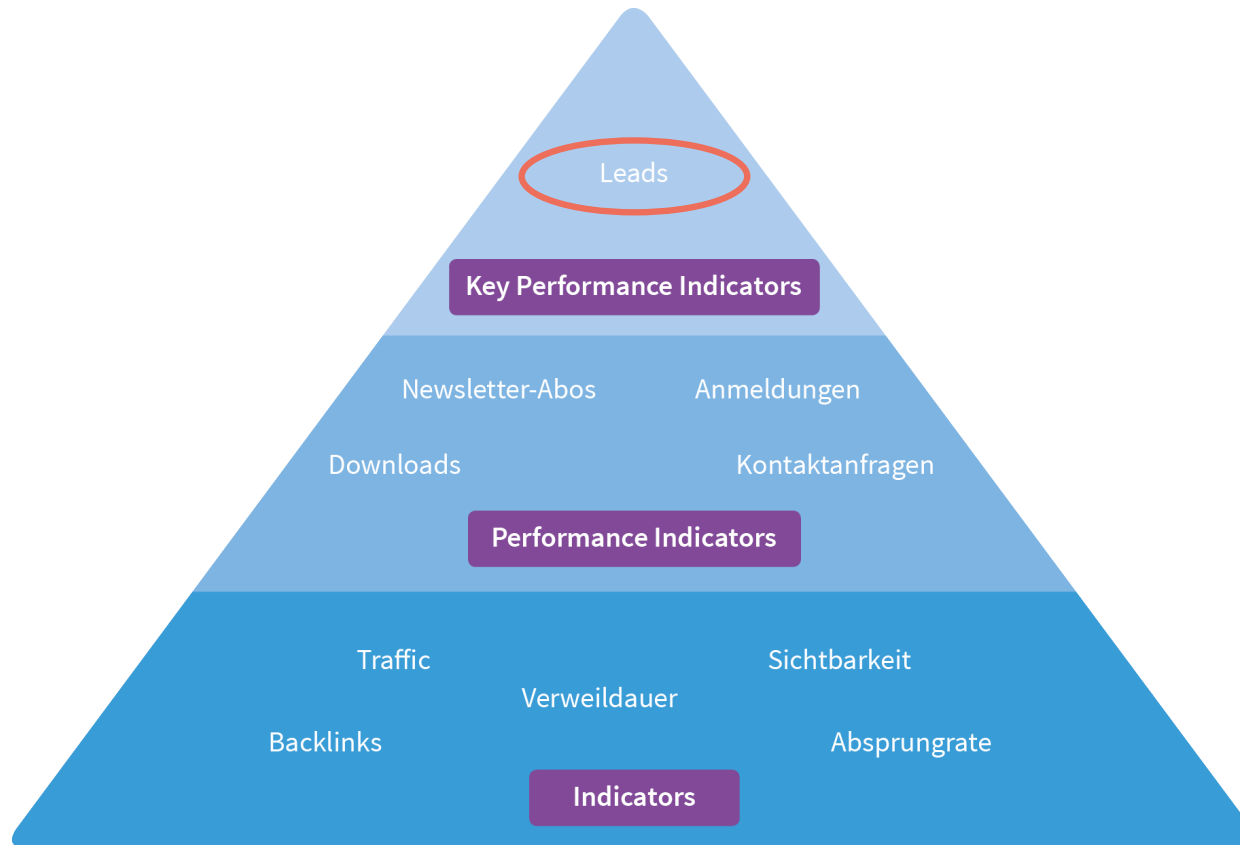 Leads
Key Performance Indicators
Newsletter-Abos Anmeldungen
Downloads Kontaktanfragen
Performance Indicators
Traffic Sichtbarkeit
Verweildauer
Backlinks Absprungrate
Indicators